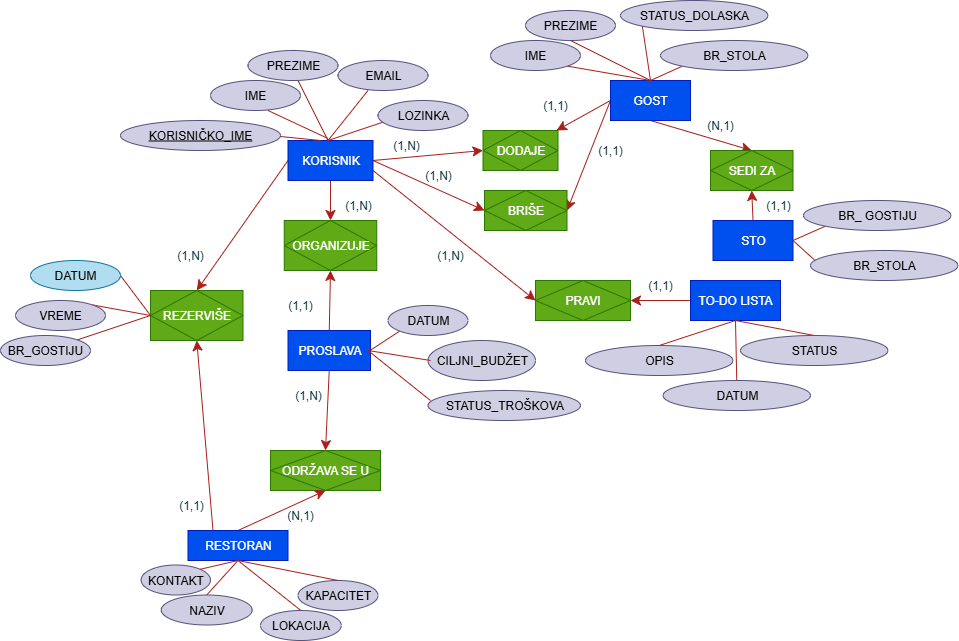 STATUS_DOLASKA
PREZIME
IME
BR_STOLA
PREZIME
EMAIL
IME
LOZINKA
KORISNIČKO_IME
GOST
(1,1)
(N,1)
KORISNIK
(1,N)
DODAJE
(1,1)
SEDI ZA
(1,N)
BRIŠE
(1,N)
(1,1)
BR_ GOSTIJU
ORGANIZUJE
STO
(1,N)
(1,N)
BR_STOLA
DATUM
VREME
REZERVIŠE
(1,1)
PRAVI
(1,1)
TO-DO LISTA
BR_GOSTIJU
DATUM
PROSLAVA
CILJNI_BUDŽET
OPIS
STATUS
(1,N)
STATUS_TROŠKOVA
DATUM
ODRŽAVA SE U
(1,1)
(N,1)
RESTORAN
KONTAKT
KAPACITET
NAZIV
LOKACIJA